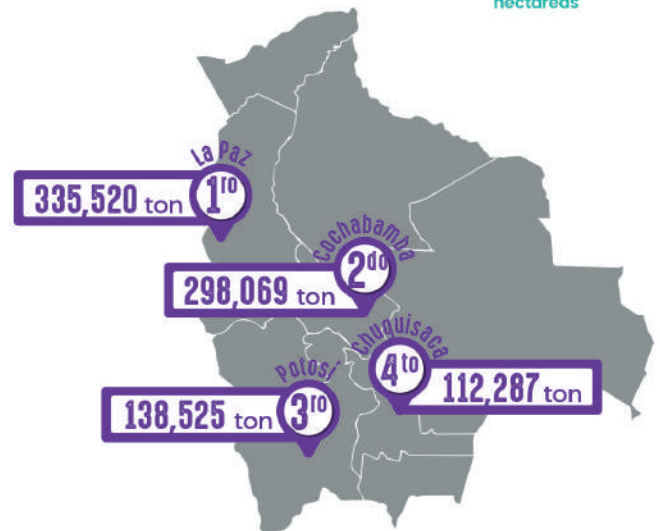 hectáreas
La Paz
335,520 ton
1ro
Cochabamba
298,069 ton
2do
Chuquisaca
4to
112,287 ton
Potosí
138,525 ton
3ro